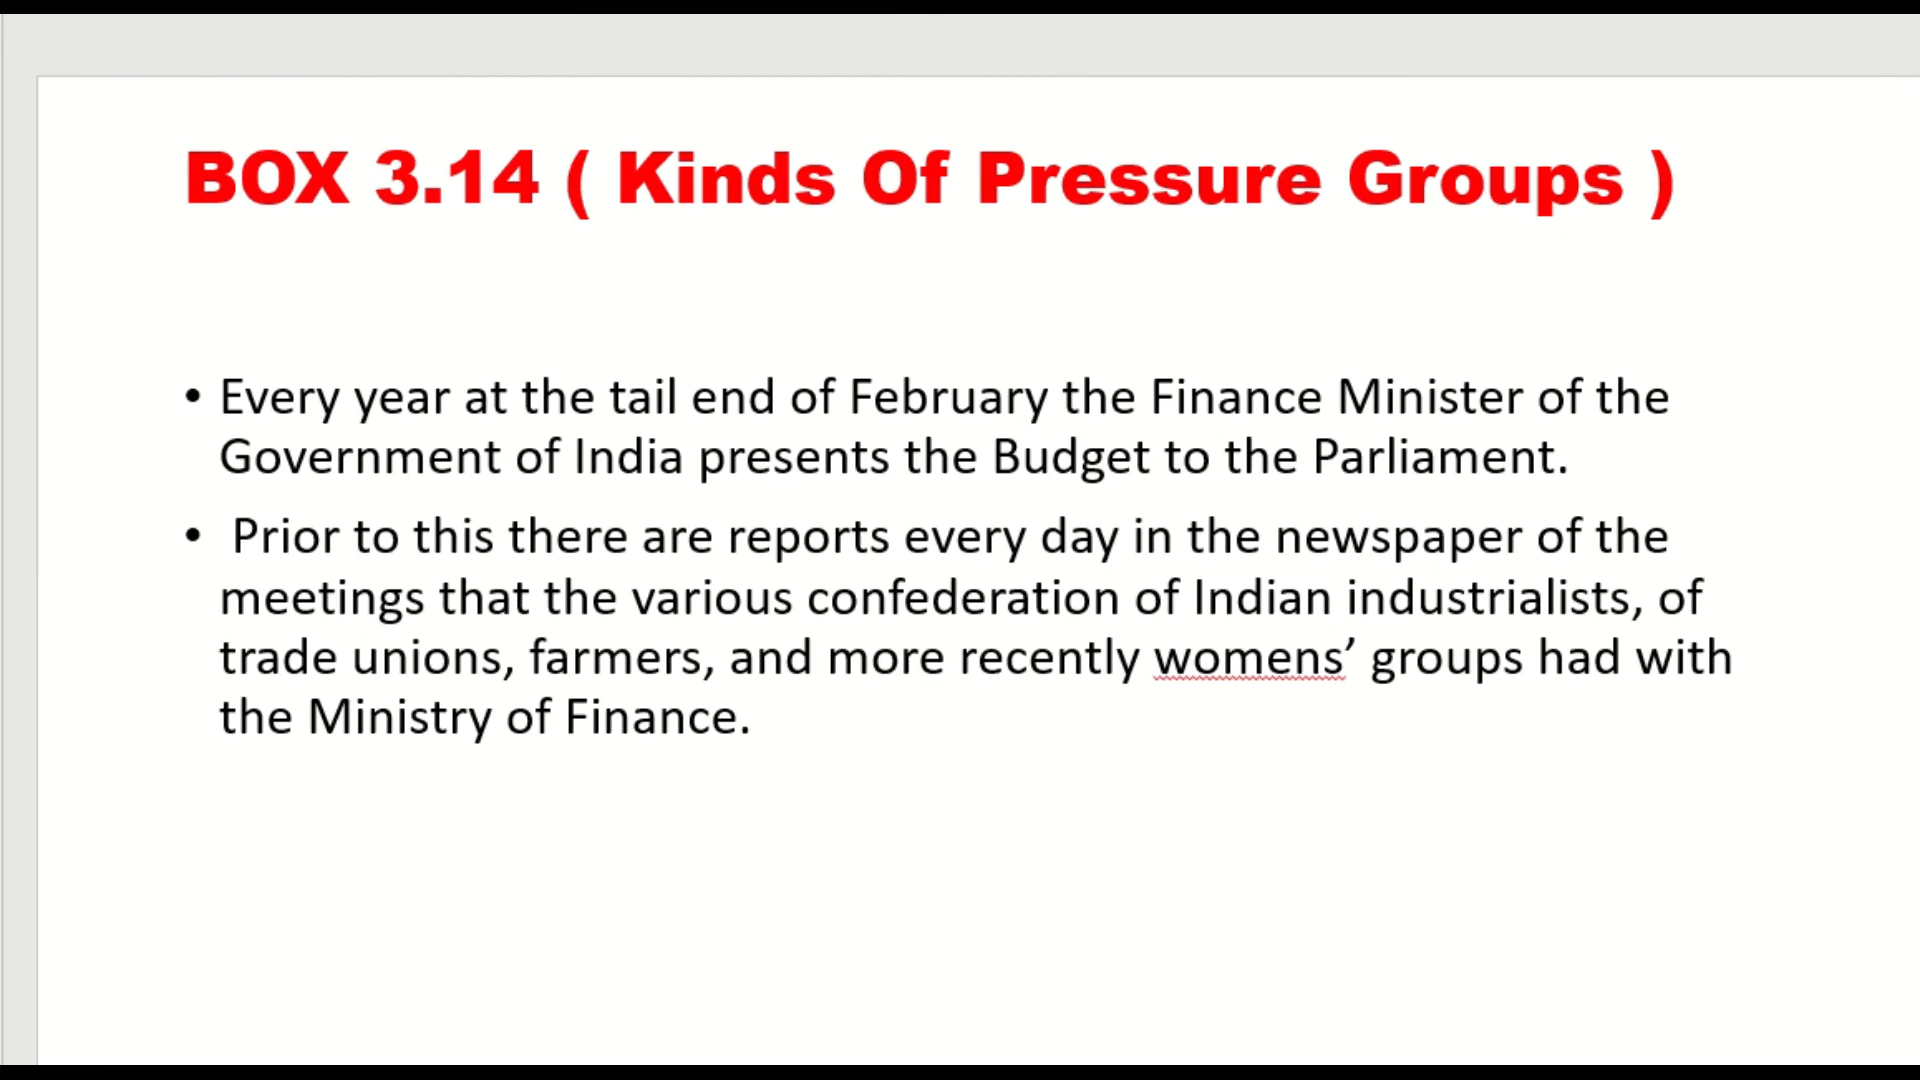 BOX 3.14 ( Kinds Of Pressure Groups )
• Every year at the tail end of February the Finance Minister of the
Government of India presents the Budget to the Parliament.
• Prior to this there are reports every day in the newspaper of the
meetings that the various confederation of Indian industrialists, of
trade unions, farmers, and more recently womens’ groups had with
the Ministry of Finance.